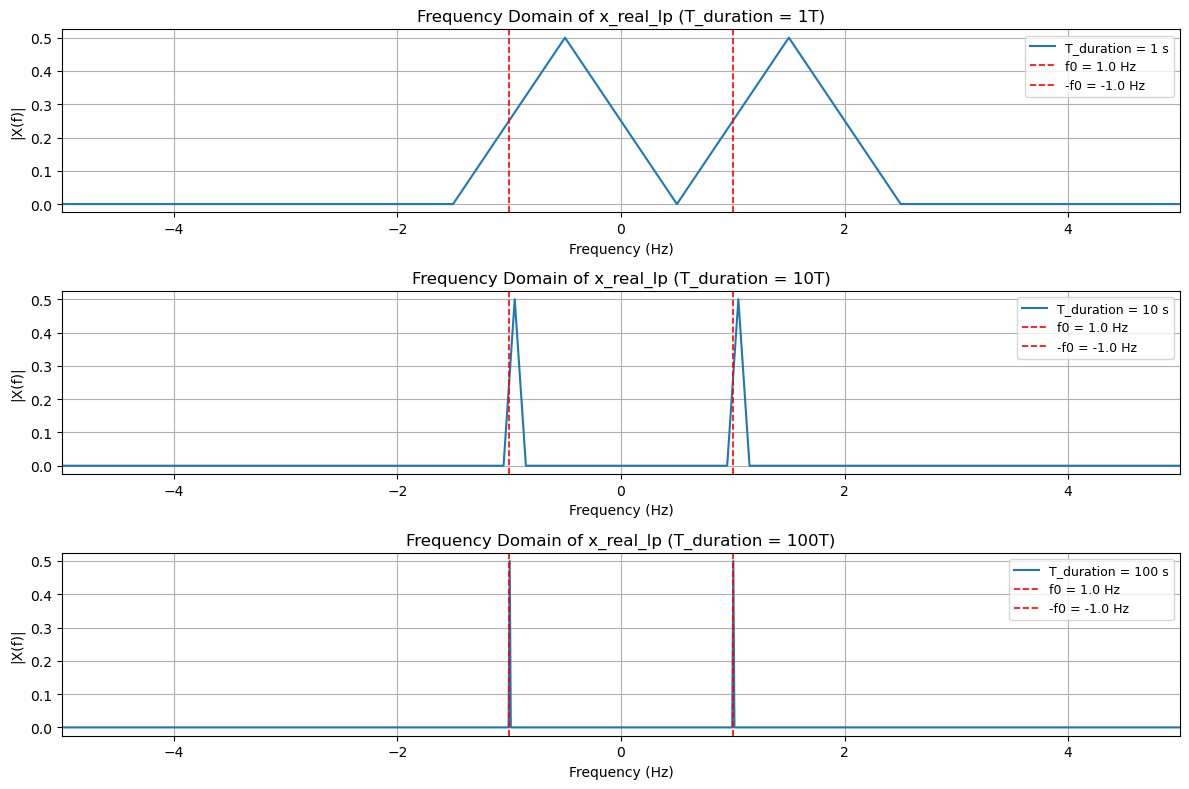 Frequency Domain of x_real_lp (T_duration = 1T)
|X(f)|
0.5
0.4
0.3
0.2
0.1
0.0
T_duration = 1 s
f0 = 1.0 Hz
-f0 = -1.0 Hz
−4 −2 0 2 4
Frequency (Hz)
Frequency Domain of x_real_lp (T_duration = 10T)
|X(f)|
0.5
0.4
0.3
0.2
0.1
0.0
T_duration = 10 s
f0 = 1.0 Hz
-f0 = -1.0 Hz
−4 −2 0 2 4
Frequency (Hz)
Frequency Domain of x_real_lp (T_duration = 100T)
|X(f)|
0.5
0.4
0.3
0.2
0.1
0.0
T_duration = 100 s
f0 = 1.0 Hz
-f0 = -1.0 Hz
−4 −2 0 2 4
Frequency (Hz)